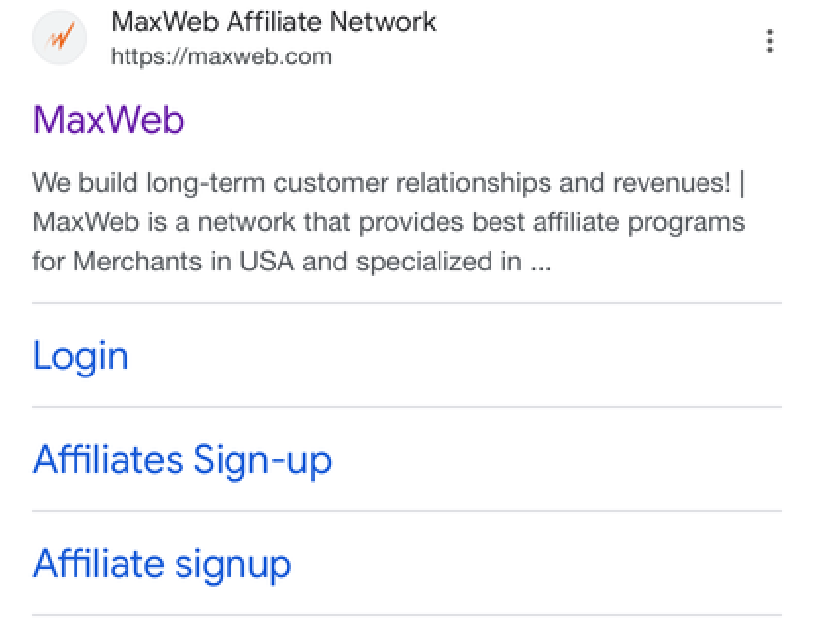 MaxWeb Affiliate Network
https://maxweb.com
MaxWeb
We build long-term customer relationships and revenues! |
MaxWeb is a network that provides best affiliate programs
for Merchants in USA and specialized in ...
Login
Affiliates Sign-up
Affiliate signup